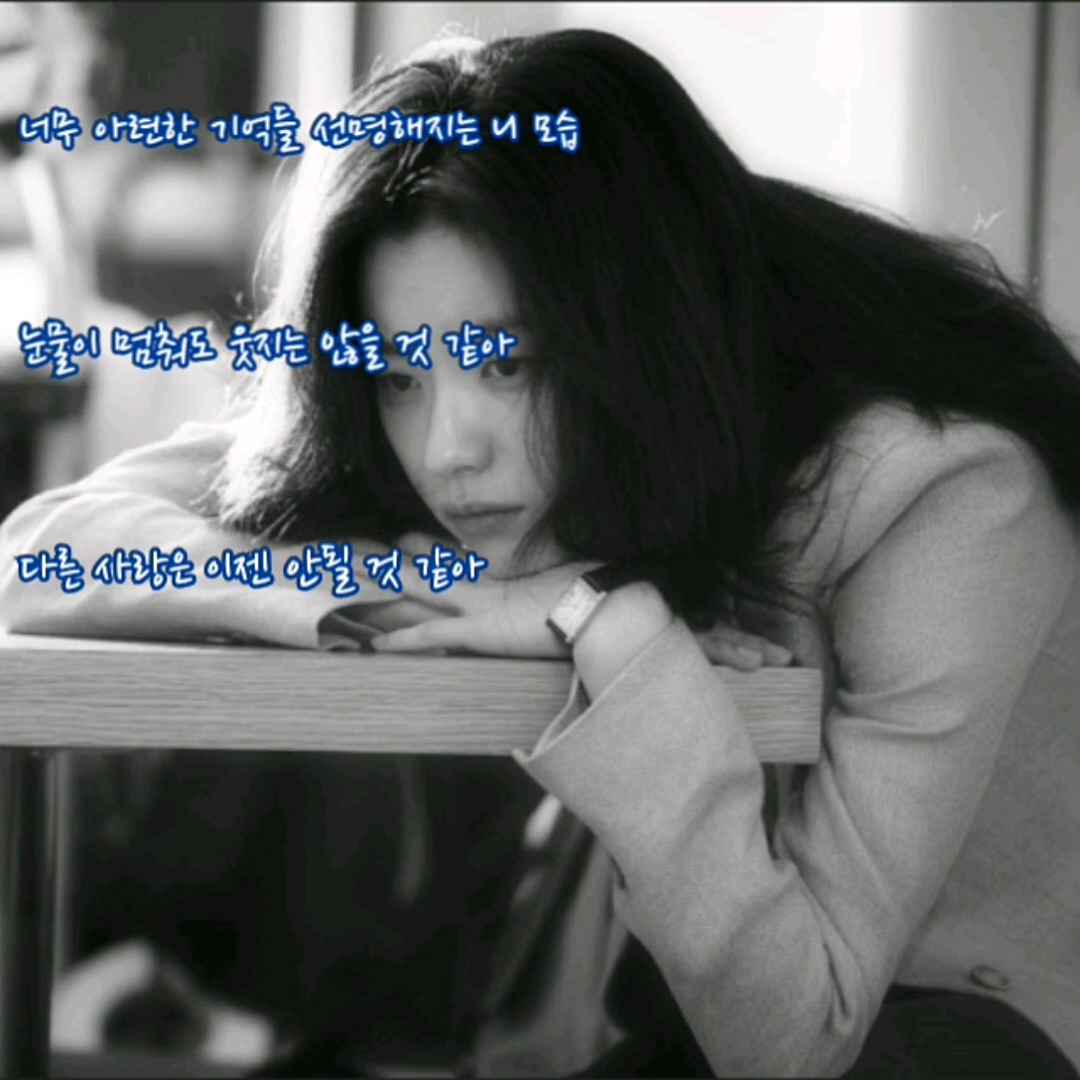 너무 아련한 기억들 선명해지는 니 모습
눈물이 멈춰도 웃지는 않을 것 같아
다른 사랑은 이젠 안될 것 같아